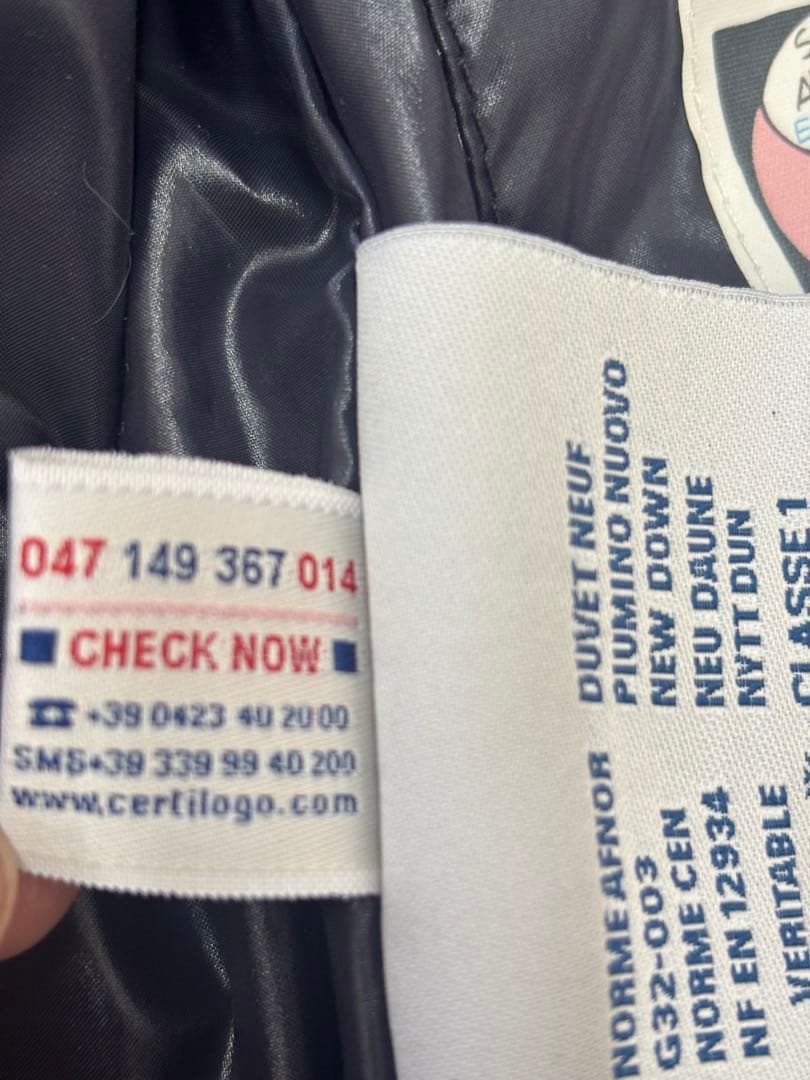 047 149 367 014
CHECK NOW
☎ +39 0423 40 2000
SMS+39 339 99 40 200
www.certilogo.com
DUVET NEUF
PIUMINO NUOVO
NEW DOWN
NEU DAUNE
NYTT DUN
CLASSE 1
NORME AFNOR
G32-003
NORME CEN
NF EN 12934
VERITABLE